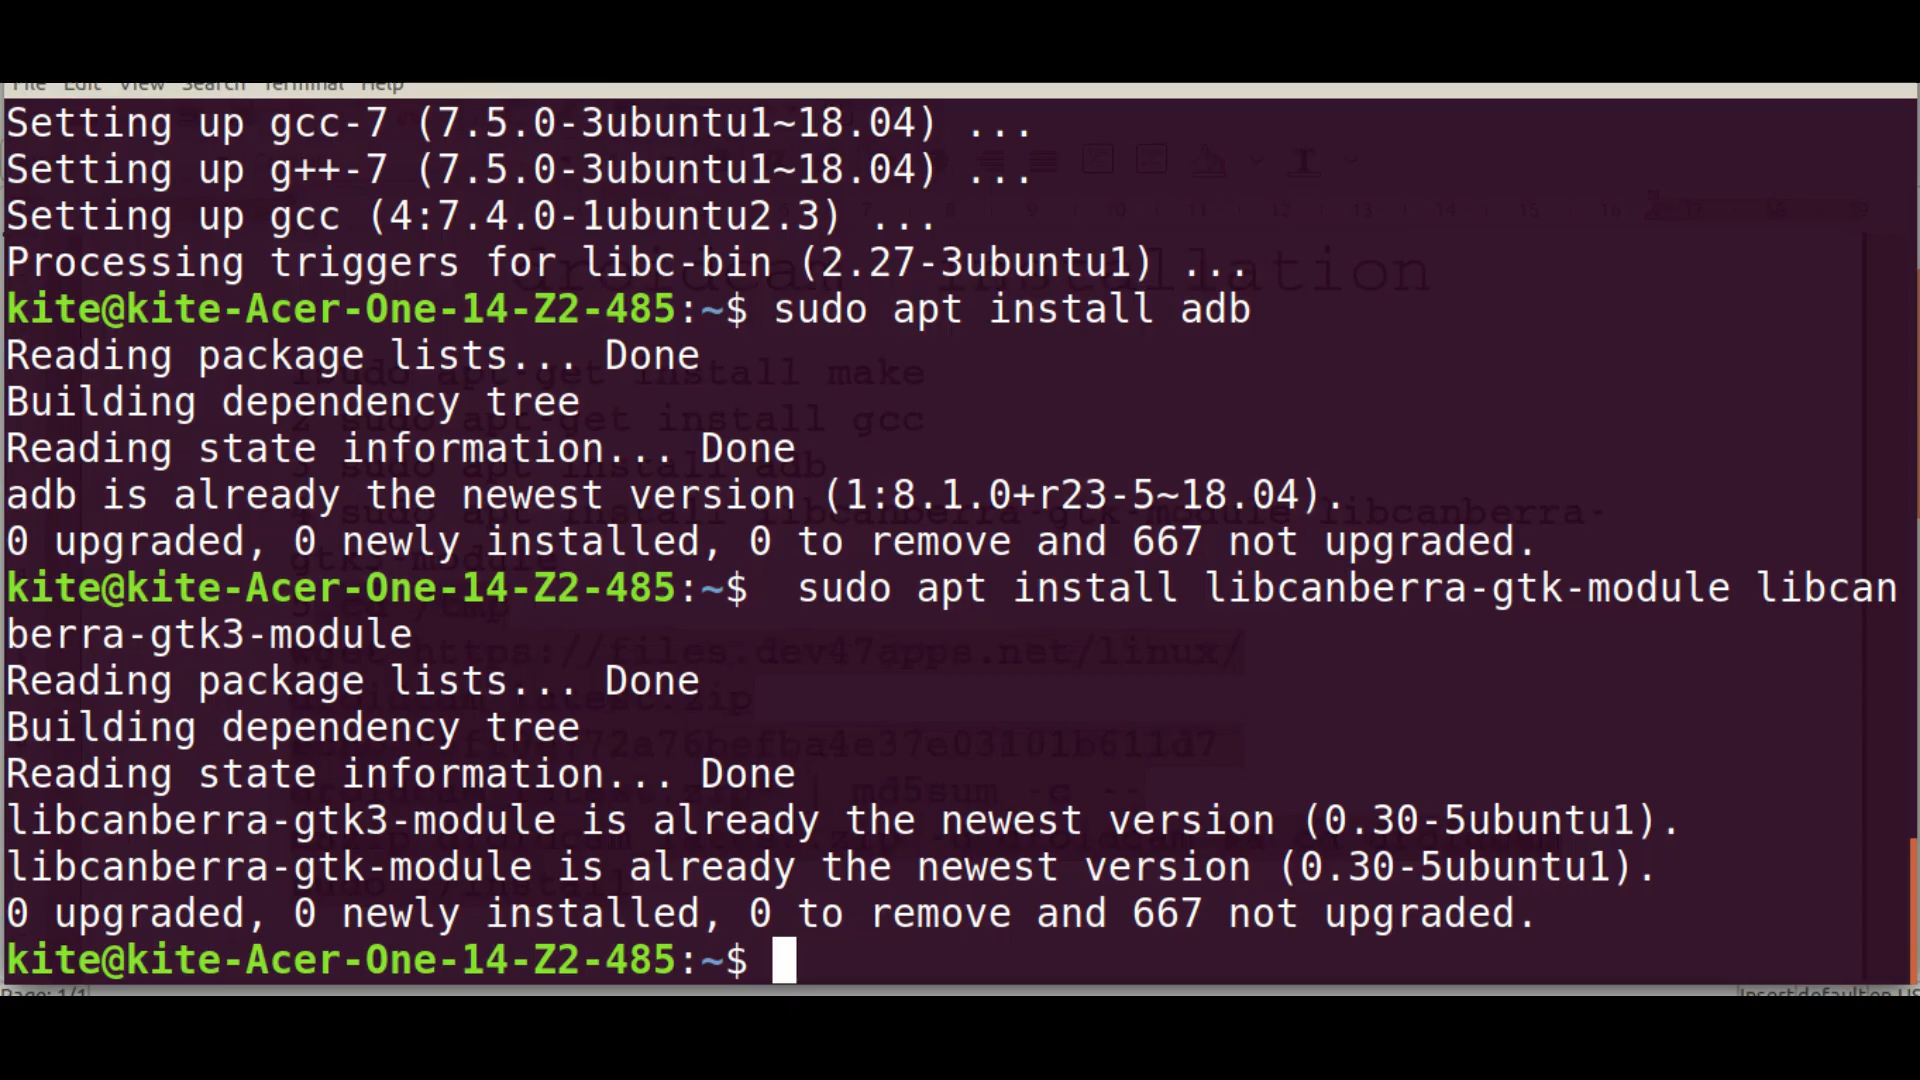 File Edit View Search Terminal Help
Setting up gcc-7 (7.5.0-3ubuntu1~18.04) ...
Setting up g++-7 (7.5.0-3ubuntu1~18.04) ...
Setting up gcc (4:7.4.0-1ubuntu2.3) ...
Processing triggers for libc-bin (2.27-3ubuntu1) ...
kite@kite-Acer-One-14-Z2-485:~$ sudo apt install adb
Reading package lists... Done
Building dependency tree
Reading state information... Done
adb is already the newest version (1:8.1.0+r23-5~18.04).
0 upgraded, 0 newly installed, 0 to remove and 667 not upgraded.
kite@kite-Acer-One-14-Z2-485:~$  sudo apt install libcanberra-gtk-module libcan
berra-gtk3-module
Reading package lists... Done
Building dependency tree
Reading state information... Done
libcanberra-gtk3-module is already the newest version (0.30-5ubuntu1).
libcanberra-gtk-module is already the newest version (0.30-5ubuntu1).
0 upgraded, 0 newly installed, 0 to remove and 667 not upgraded.
kite@kite-Acer-One-14-Z2-485:~$